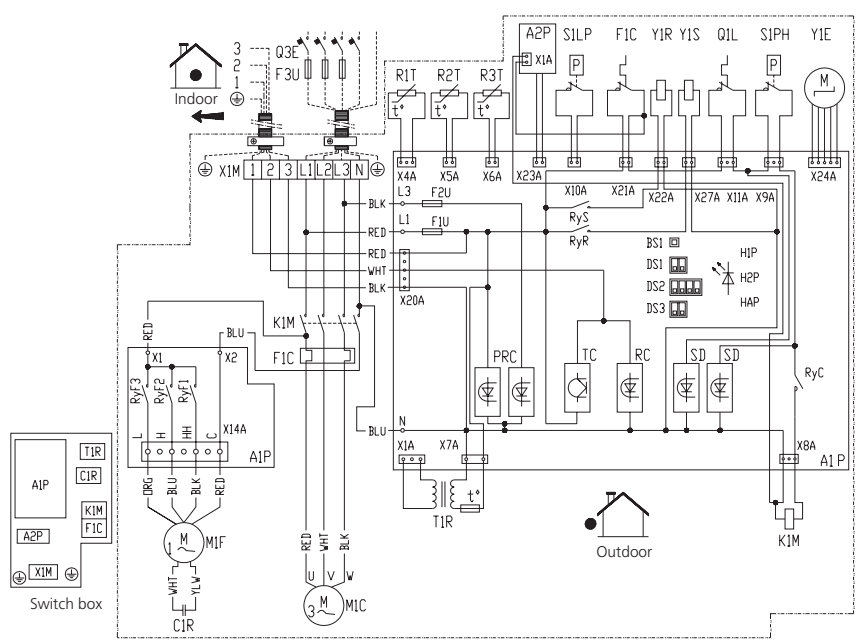 3
2
1
Indoor
Q3E
F3U
R1T
R2T
R3T
t°
t°
t°
A2P
X1A
S1LP
F1C
Y1R
Y1S
Q1L
S1PH
Y1E
P
P
M
X1M
1
2
3
L1
L2
L3
N
X4A
X5A
X6A
X23A
X10A
X21A
X22A
X27A
X11A
X9A
X24A
L3
F2U
BLK
RyS
L1
F1U
RED
RyR
RED
WHT
BLK
X20A
BS1
DS1
DS2
DS3
H1P
H2P
HAP
K1M
F1C
RED
BLU
X1
X2
RyF3
RyF2
RyF1
X14A
L
H
HH
C
A1P
PRC
TC
RC
SD
SD
RyC
BLU
N
X1A
X7A
X8A
A1P
T1R
t°
K1M
Outdoor
ORG
BLU
BLK
RED
M
1
M1F
WHT
YLW
C1R
RED
WHT
BLK
U
V
W
M
3
M1C
A1P
T1R
C1R
K1M
F1C
A2P
X1M
Switch box